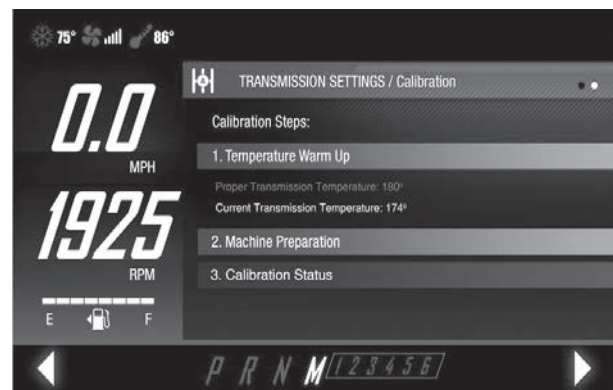 75° 86°
TRANSMISSION SETTINGS / Calibration
0.0
MPH
Calibration Steps:
1. Temperature Warm Up
Proper Transmission Temperature: 180°
Current Transmission Temperature: 174°
1925
RPM
2. Machine Preparation
3. Calibration Status
E F
P R N M 1 2 3 4 5 6